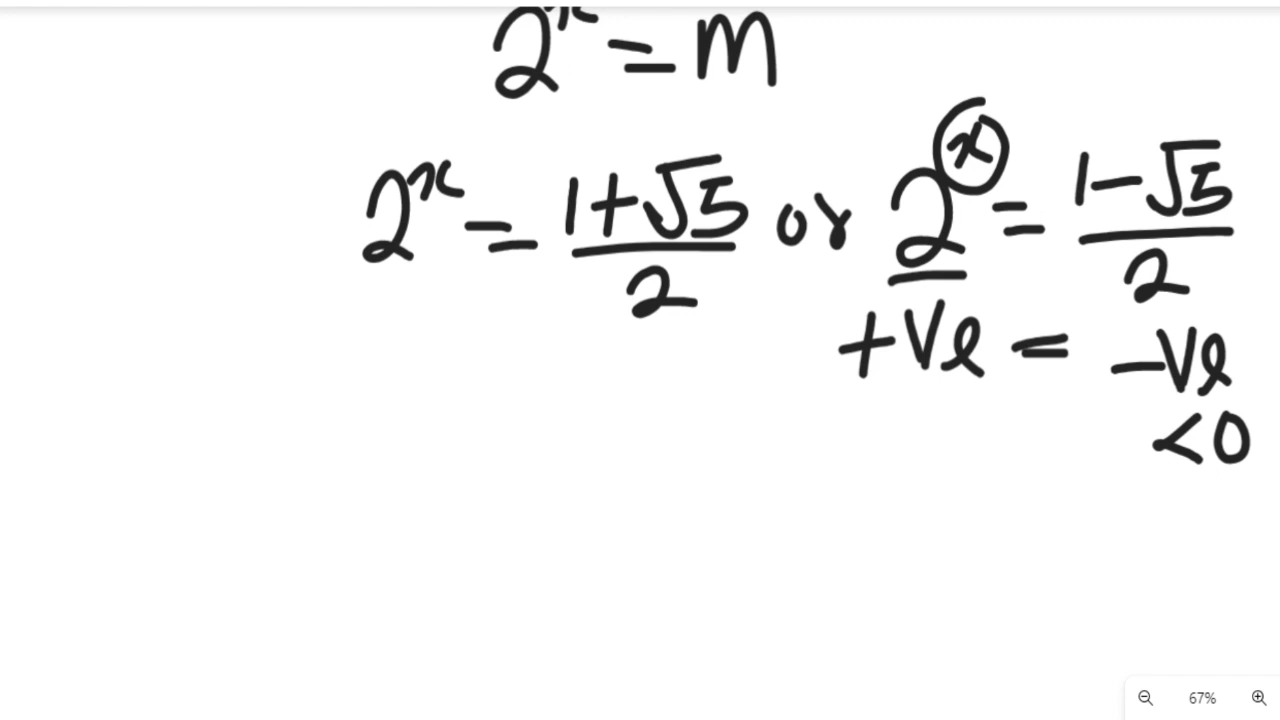 2^x = m
2^x = (1+√5)/2 or 2^x = (1-√5)/2
+ve = -ve
<0
67%